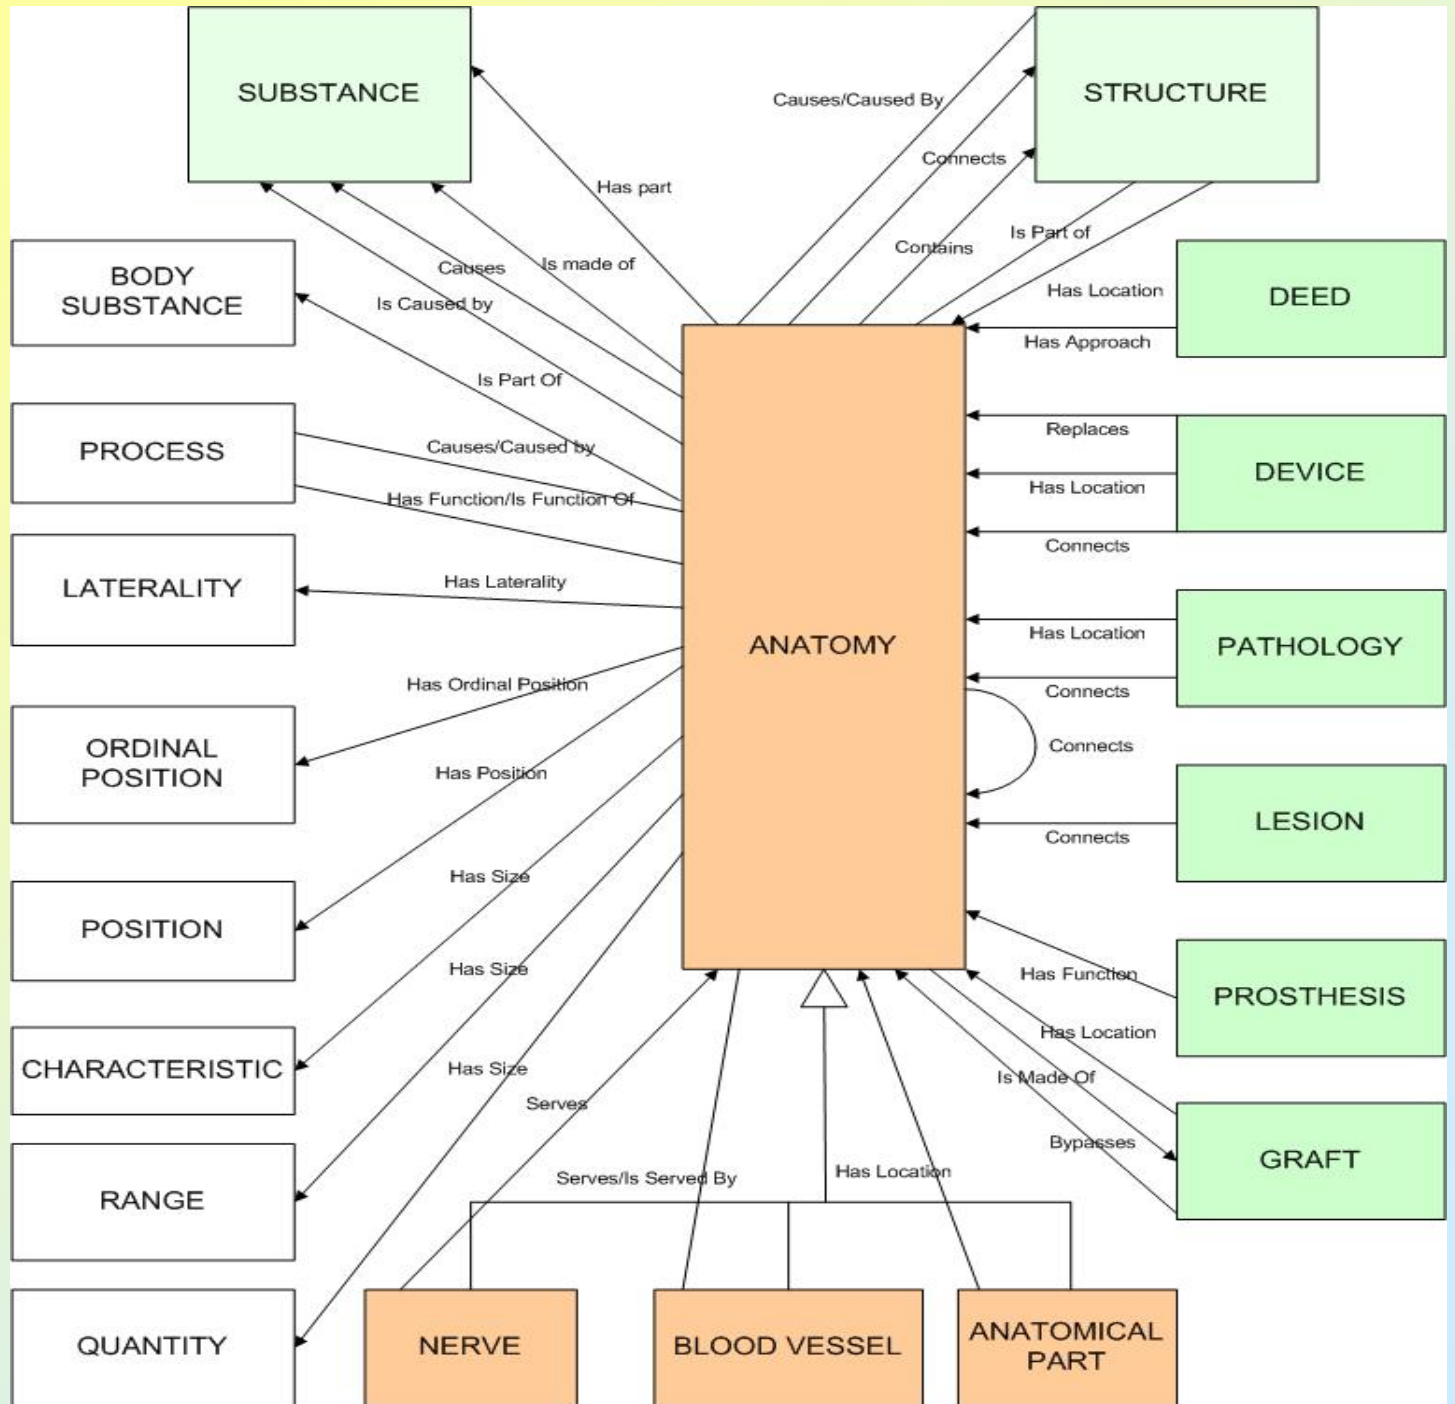 SUBSTANCE
STRUCTURE
Causes/Caused By
Connects
Has part
Contains
Is Part of
Is made of
Causes
Is Caused by
BODY
SUBSTANCE
Has Location
DEED
Has Approach
Is Part Of
PROCESS
Causes/Caused by
Has Function/Is Function Of
Replaces
DEVICE
Has Location
Connects
LATERALITY
Has Laterality
ANATOMY
Has Location
PATHOLOGY
Connects
Has Ordinal Position
ORDINAL
POSITION
Connects
Has Position
LESION
Connects
Has Size
POSITION
Has Size
Has Function
PROSTHESIS
Has Location
CHARACTERISTIC
Has Size
Is Made Of
Serves
Bypasses
GRAFT
Serves/Is Served By
Has Location
RANGE
QUANTITY
NERVE
BLOOD VESSEL
ANATOMICAL
PART